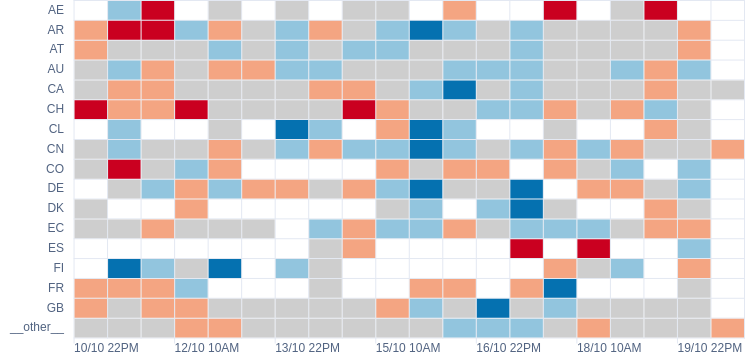 AE
AR
AT
AU
CA
CH
CL
CN
CO
DE
DK
EC
ES
FI
FR
GB
__other__
10/10 22PM 12/10 10AM 13/10 22PM 15/10 10AM 16/10 22PM 18/10 10AM 19/10 22PM